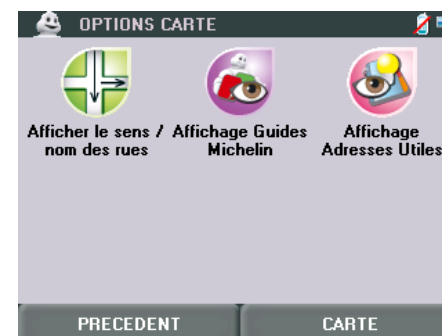 OPTIONS CARTE
Afficher le sens / nom des rues
Affichage Guides Michelin
Affichage Adresses Utiles
PRECEDENT
CARTE